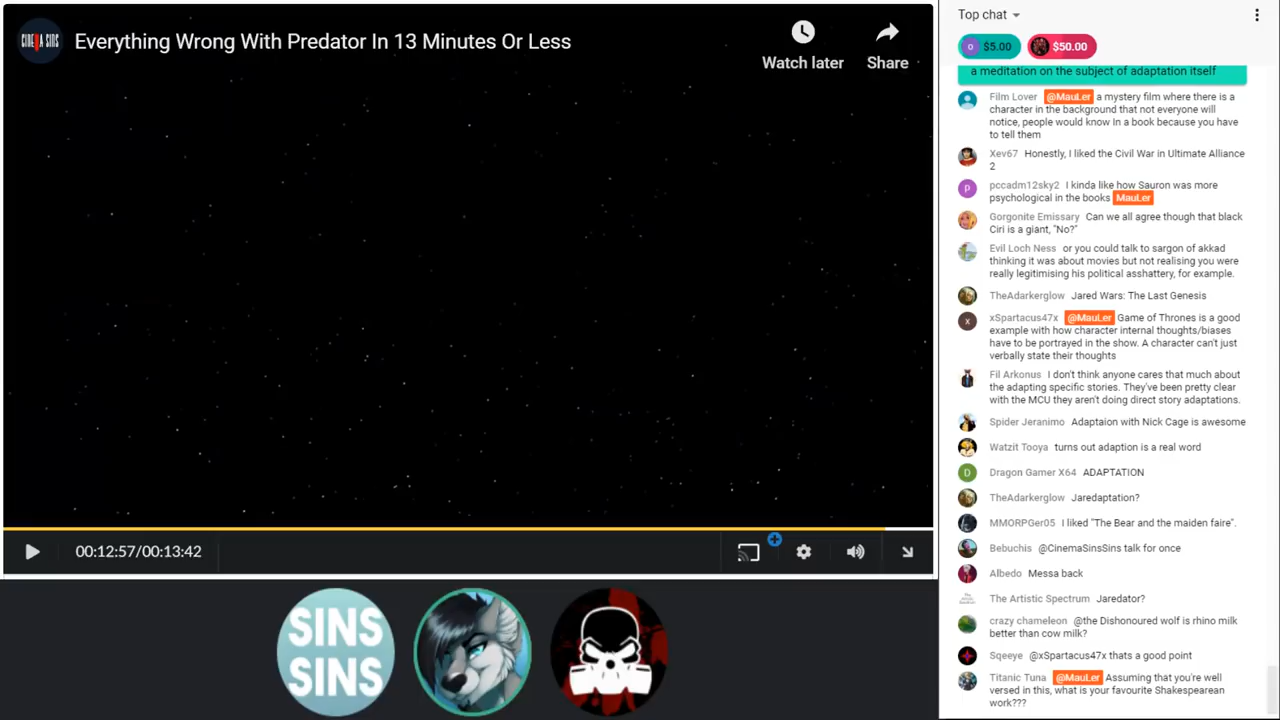 CINEMA SINS
Everything Wrong With Predator In 13 Minutes Or Less
Watch later
Share
00:12:57/00:13:42
SINS
SINS
Top chat
o $5.00
$50.00
a meditation on the subject of adaptation itself
Film Lover @MauLer a mystery film where there is a
character in the background that not everyone will
notice, people would know In a book because you have
to tell them
Xev67 Honestly, I liked the Civil War in Ultimate Alliance
2
p pccadm12sky2 I kinda like how Sauron was more
psychological in the books MauLer
Gorgonite Emissary Can we all agree though that black
Ciri is a giant, "No?"
Evil Loch Ness or you could talk to sargon of akkad
thinking it was about movies but not realising you were
really legitimising his political asshattery, for example.
TheAdarkerglow Jared Wars: The Last Genesis
x xSpartacus47x @MauLer Game of Thrones is a good
example with how character internal thoughts/biases
have to be portrayed in the show. A character can't just
verbally state their thoughts
Fil Arkonus I don't think anyone cares that much about
the adapting specific stories. They've been pretty clear
with the MCU they aren't doing direct story adaptations.
Spider Jeranimo Adaptaion with Nick Cage is awesome
Watzit Tooya turns out adaption is a real word
D Dragon Gamer X64 ADAPTATION
TheAdarkerglow Jaredaptation?
MMORPGer05 I liked "The Bear and the maiden faire".
Bebuchis @CinemaSinsSins talk for once
Albedo Messa back
The Artistic Spectrum Jaredator?
crazy chameleon @the Dishonoured wolf is rhino milk
better than cow milk?
Sqeeye @xSpartacus47x thats a good point
Titanic Tuna @MauLer Assuming that you're well
versed in this, what is your favourite Shakespearean
work???